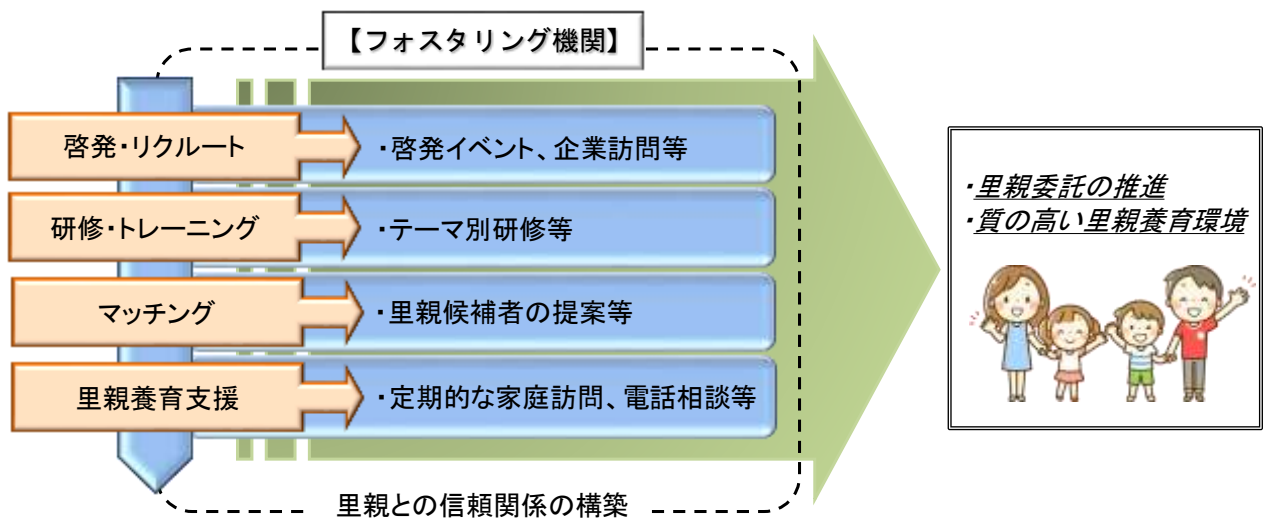 【フォスタリング機関】
啓発・リクルート
・啓発イベント、企業訪問等
研修・トレーニング
・テーマ別研修等
マッチング
・里親候補者の提案等
里親養育支援
・定期的な家庭訪問、電話相談等
里親との信頼関係の構築
・里親委託の推進
・質の高い里親養育環境